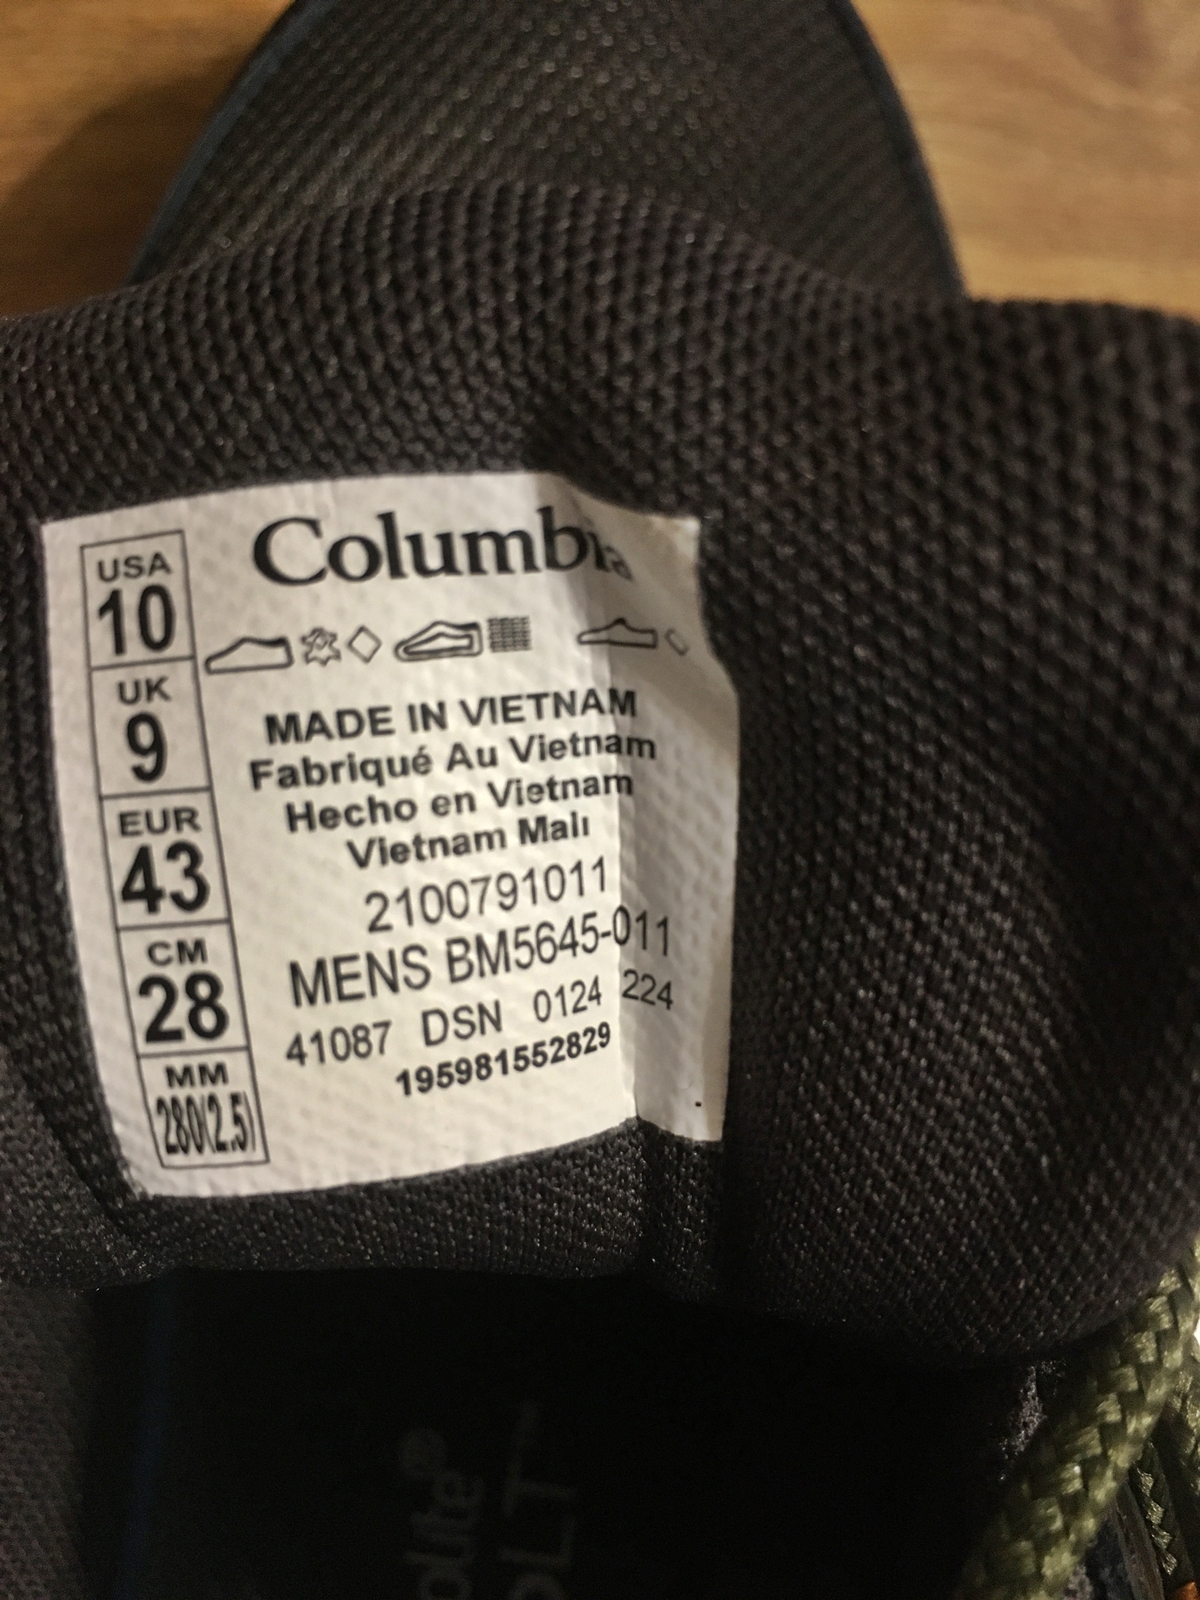 Columbia
USA
10
UK
9
EUR
43
CM
28
MM
280(2.5)
MADE IN VIETNAM
Fabriqué Au Vietnam
Hecho en Vietnam
Vietnam Malı
2100791011
MENS BM5645-011
41087 DSN 0124 224
195981552829